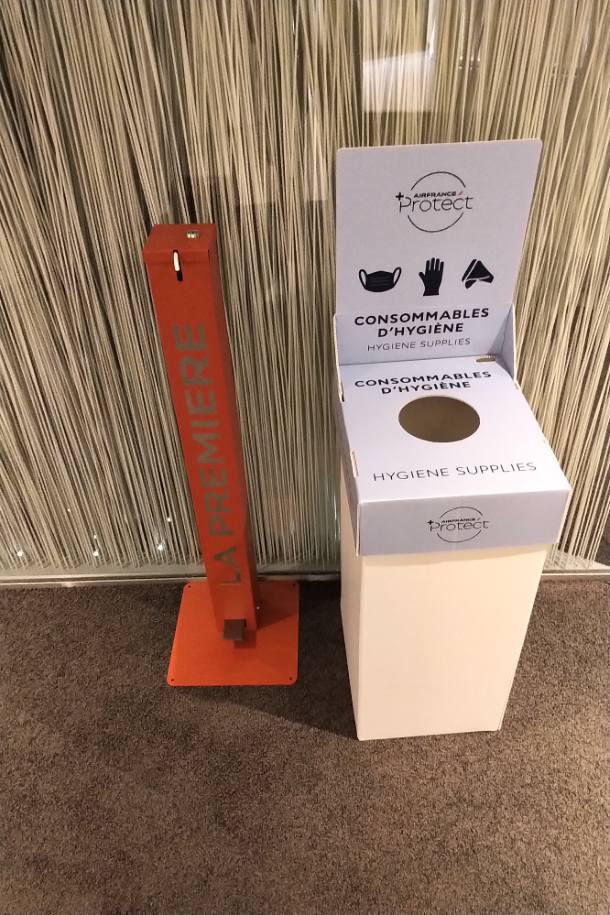 LA PREMIERE
AIRFRANCE
Protect
CONSOMMABLES
D'HYGIÈNE
HYGIENE SUPPLIES
CONSOMMABLES
D'HYGIÈNE
HYGIENE SUPPLIES
AIRFRANCE
Protect